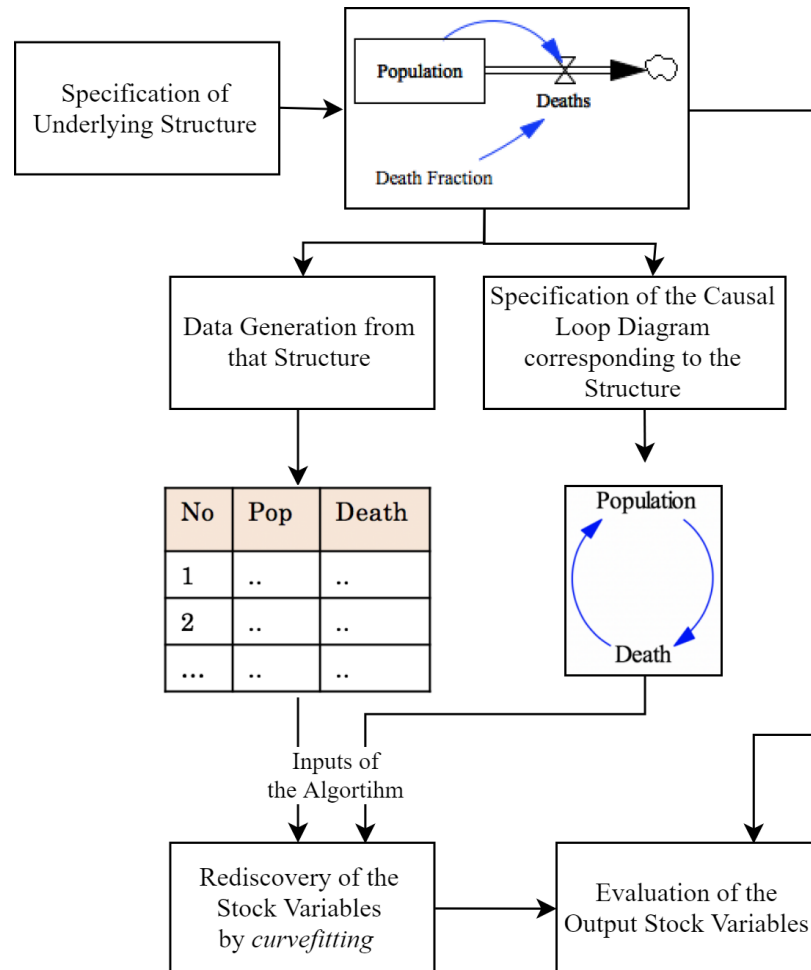 Specification of
Underlying Structure
Population
Deaths
Death Fraction
Data Generation from
that Structure
Specification of the Causal
Loop Diagram
corresponding to the
Structure
No Pop Death
1 .. ..
2 .. ..
... .. ..
Population
Death
Inputs of
the Algortihm
Rediscovery of the
Stock Variables
by curvefitting
Evaluation of the
Output Stock Variables